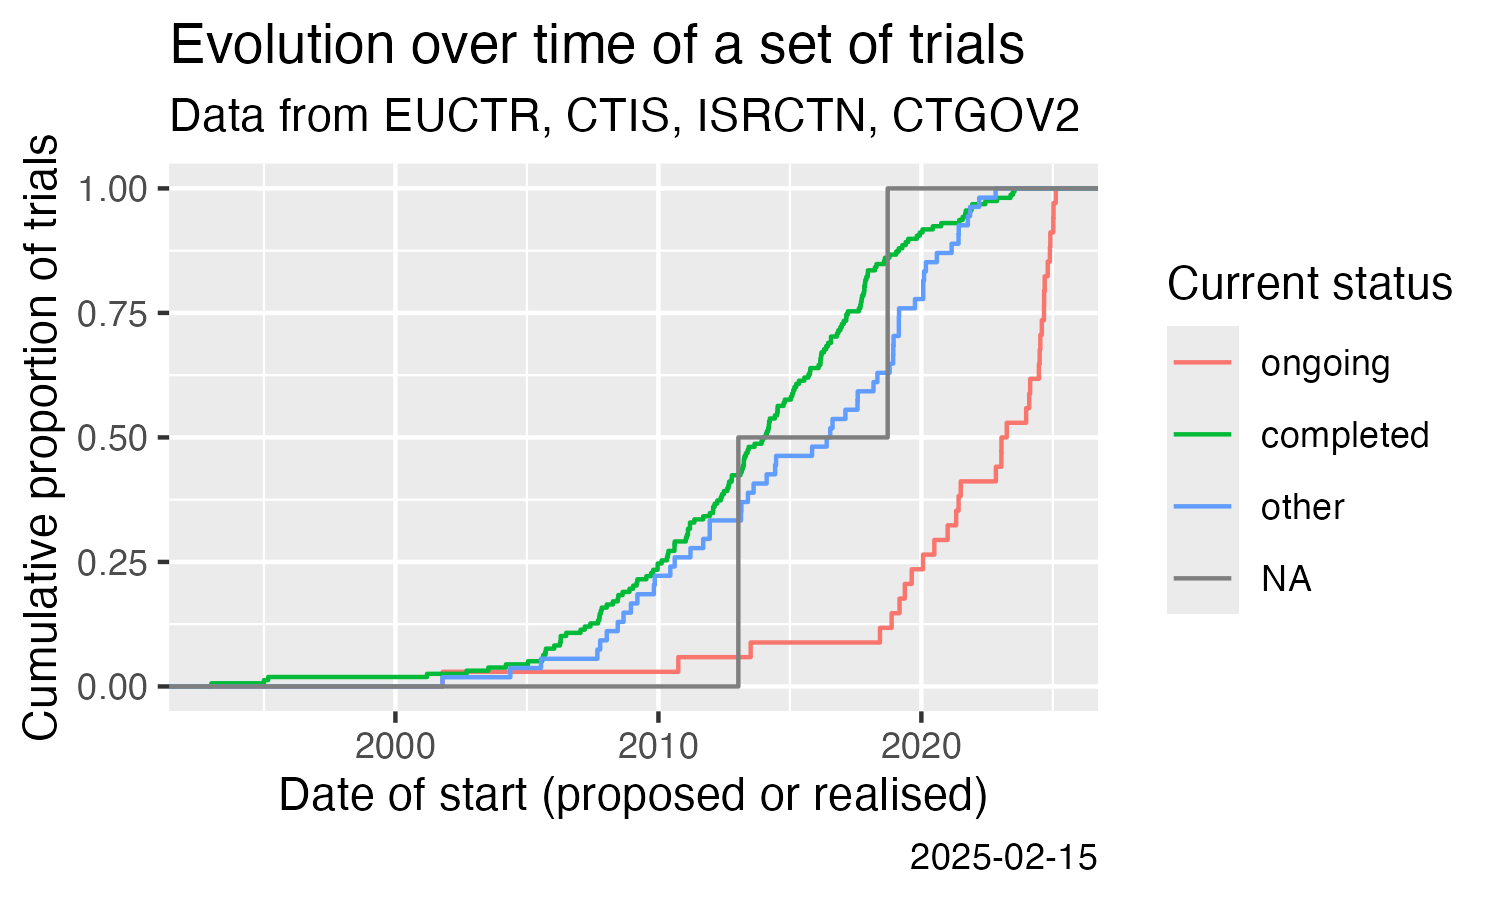 Evolution over time of a set of trials
Data from EUCTR, CTIS, ISRCTN, CTGOV2
Cumulative proportion of trials
1.00
0.75
0.50
0.25
0.00
2000 2010 2020
Date of start (proposed or realised)
Current status
ongoing
completed
other
NA
2025-02-15